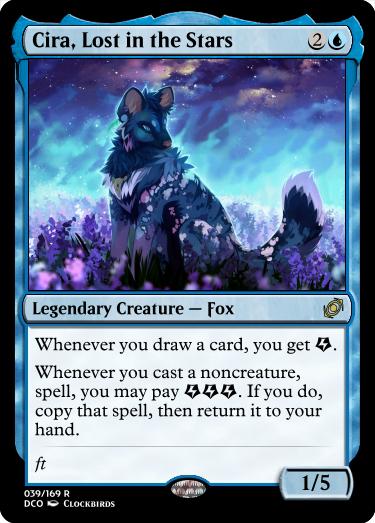 Cira, Lost in the Stars 2
Legendary Creature — Fox
Whenever you draw a card, you get.
Whenever you cast a noncreature,
spell, you may pay. If you do,
copy that spell, then return it to your
hand.
ft
1/5
039/169 R
DCO Clockbirds